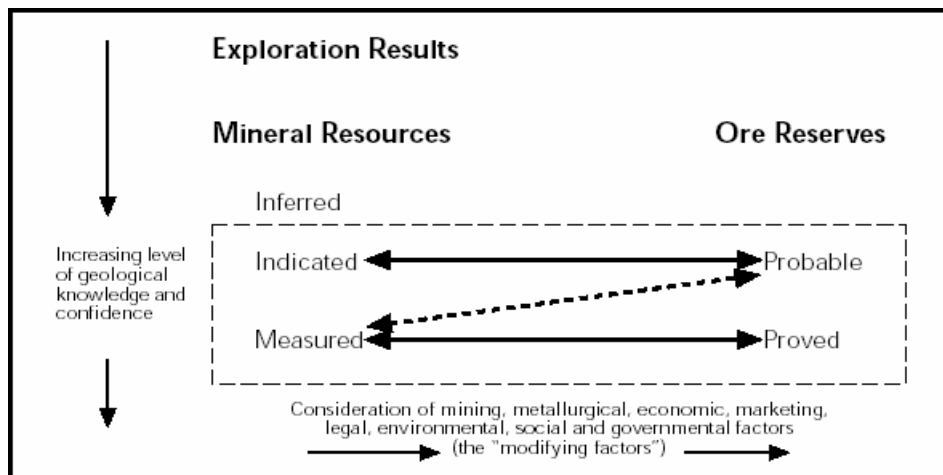 Exploration Results
Mineral Resources
Ore Reserves
Inferred
Increasing level
of geological
knowledge and
confidence
Indicated
Probable
Measured
Proved
Consideration of mining, metallurgical, economic, marketing,
legal, environmental, social and governmental factors
(the "modifying factors")